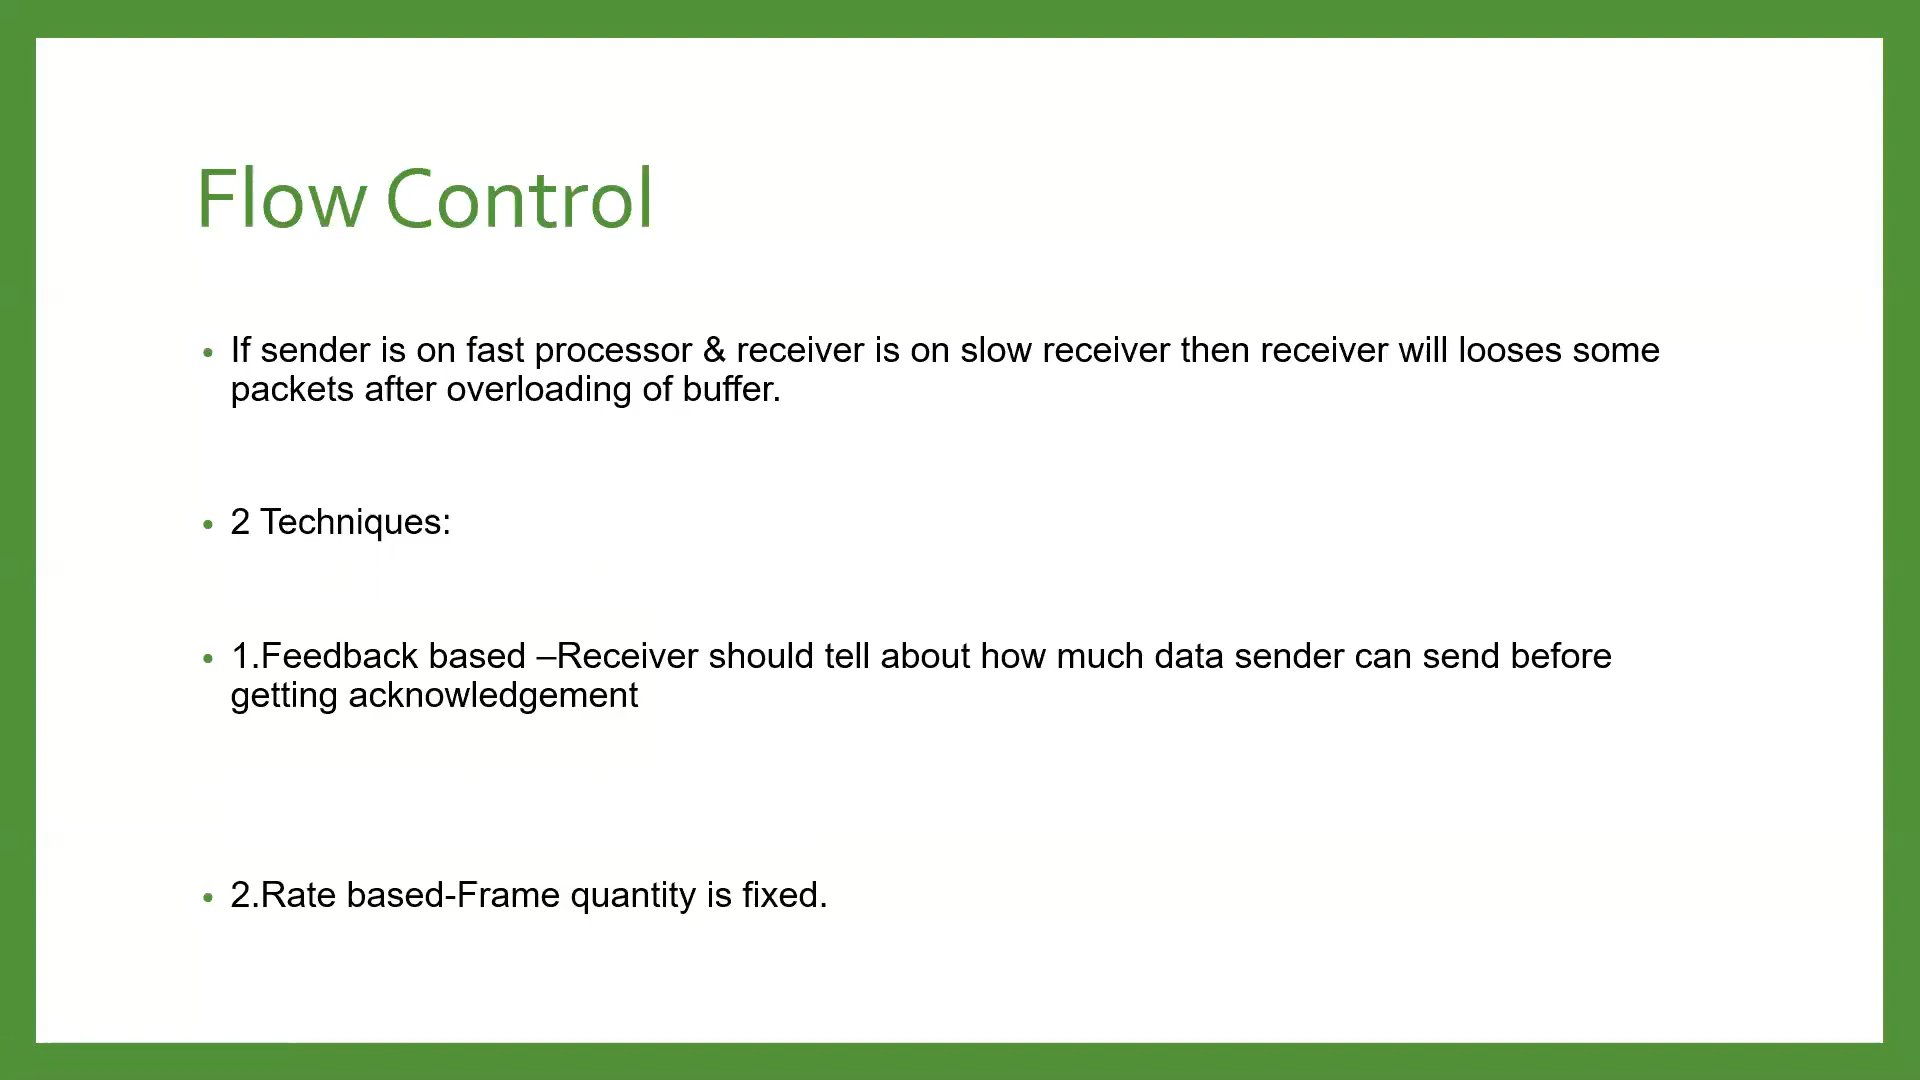 Flow Control
• If sender is on fast processor & receiver is on slow receiver then receiver will looses some
packets after overloading of buffer.
• 2 Techniques:
• 1.Feedback based –Receiver should tell about how much data sender can send before
getting acknowledgement
• 2.Rate based-Frame quantity is fixed.